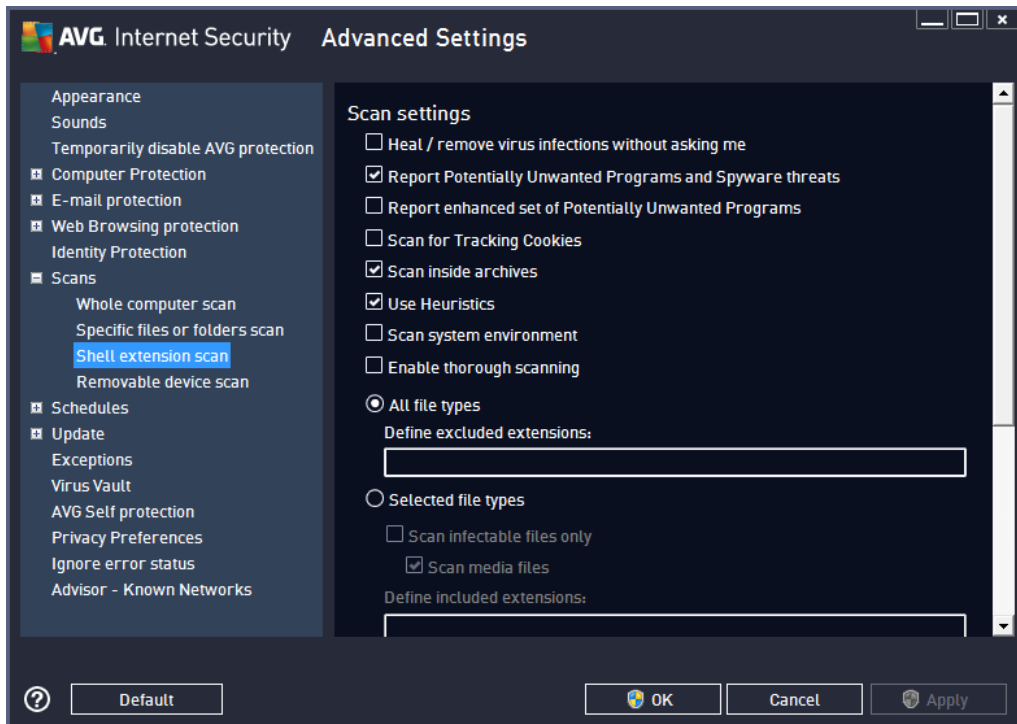 AVG. Internet Security Advanced Settings
Appearance
Sounds
Temporarily disable AVG protection
Computer Protection
E-mail protection
Web Browsing protection
Identity Protection
Scans
Whole computer scan
Specific files or folders scan
Shell extension scan
Removable device scan
Schedules
Update
Exceptions
Virus Vault
AVG Self protection
Privacy Preferences
Ignore error status
Advisor - Known Networks
Scan settings
Heal / remove virus infections without asking me
Report Potentially Unwanted Programs and Spyware threats
Report enhanced set of Potentially Unwanted Programs
Scan for Tracking Cookies
Scan inside archives
Use Heuristics
Scan system environment
Enable thorough scanning
All file types
Define excluded extensions:
Selected file types
Scan infectable files only
Scan media files
Define included extensions:
? Default OK Cancel Apply